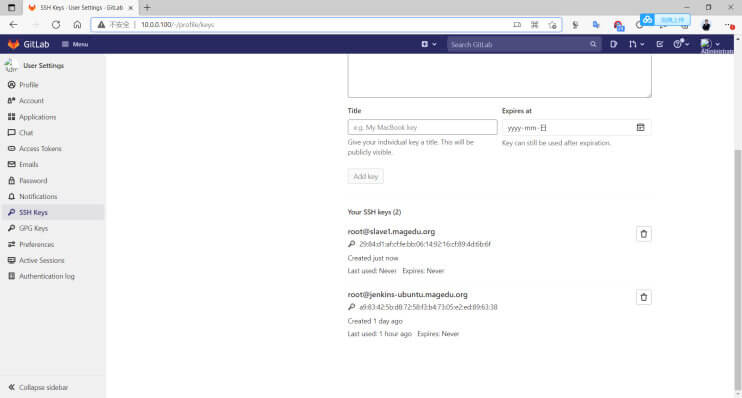 SSH Keys · User Settings · GitLab
不安全 | 10.0.0.100/-/profile/keys
拖拽上传
GitLab
Menu
Search GitLab
Administrat
User Settings
Profile
Account
Applications
Chat
Access Tokens
Emails
Password
Notifications
SSH Keys
GPG Keys
Preferences
Active Sessions
Authentication log
Collapse sidebar
Title
Expires at
e.g. My MacBook key
yyyy-mm-日
Give your individual key a title. This will be
publicly visible.
Key can still be used after expiration.
Add key
Your SSH keys (2)
root@slave1.magedu.org
29:84:d1:af:cf:fe:bb:06:14:92:16:cf:89:4d:6b:6f
Created just now
Last used: Never Expires: Never
root@jenkins-ubuntu.magedu.org
a9:83:42:5b:d8:72:58:f3:b4:73:05:e2:ed:89:63:38
Created 1 day ago
Last used: 1 hour ago · Expires: Never